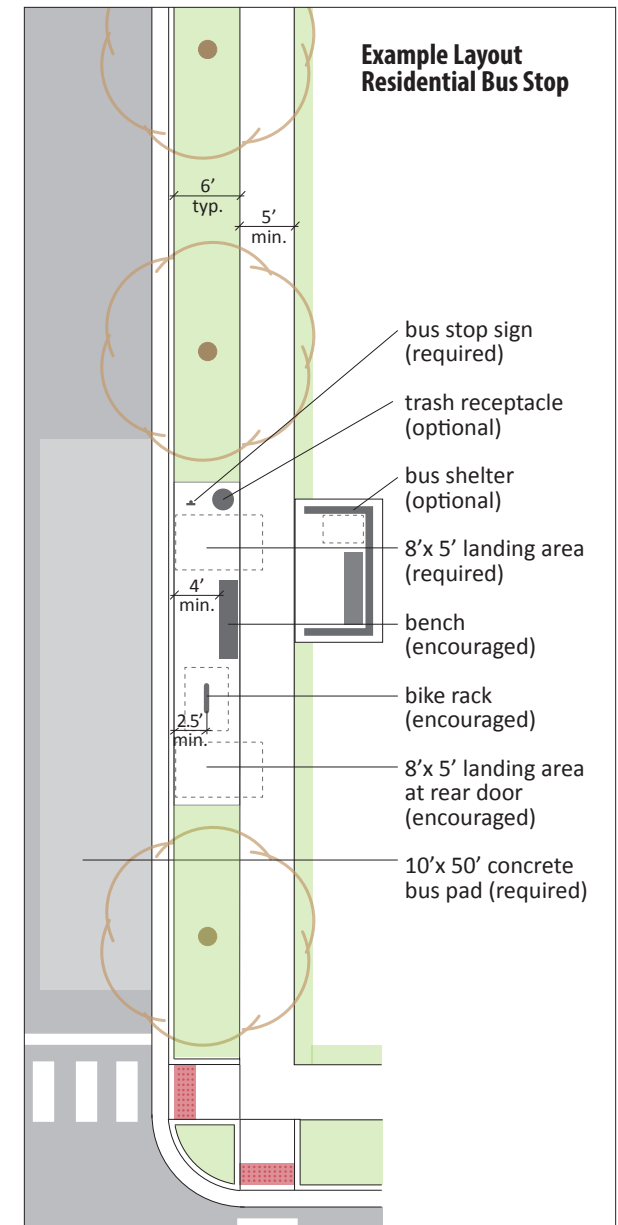 Example Layout
Residential Bus Stop
6’
typ.
5’
min.
bus stop sign
(required)
trash receptacle
(optional)
bus shelter
(optional)
8’x 5’ landing area
(required)
4’
min.
bench
(encouraged)
bike rack
(encouraged)
2.5’
min.
8’x 5’ landing area
at rear door
(encouraged)
10’x 50’ concrete
bus pad (required)